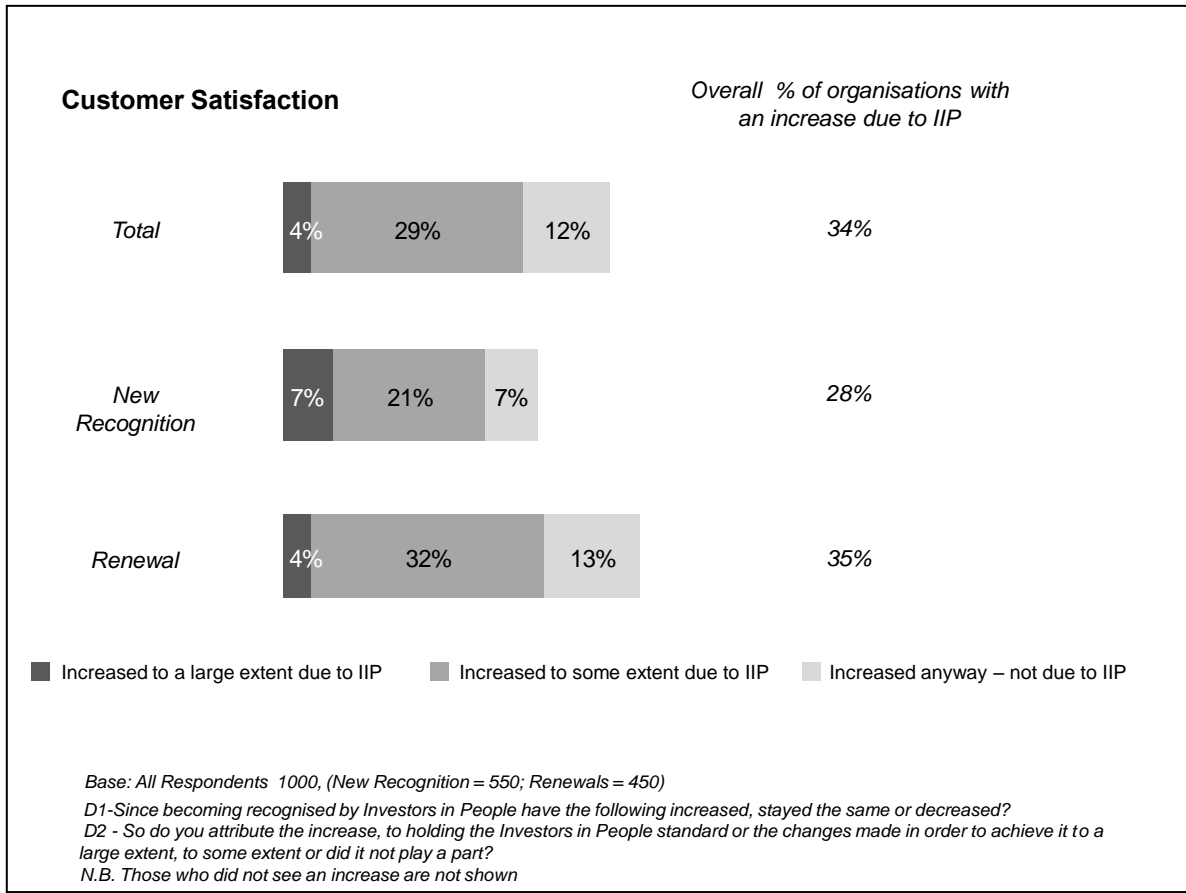 Customer Satisfaction
Overall % of organisations with
an increase due to IIP
Total
4% 29% 12%
34%
New
Recognition
7% 21% 7%
28%
Renewal
4% 32% 13%
35%
Increased to a large extent due to IIP
Increased to some extent due to IIP
Increased anyway – not due to IIP
Base: All Respondents 1000, (New Recognition = 550; Renewals = 450)
D1-Since becoming recognised by Investors in People have the following increased, stayed the same or decreased?
D2 - So do you attribute the increase, to holding the Investors in People standard or the changes made in order to achieve it to a
large extent, to some extent or did it not play a part?
N.B. Those who did not see an increase are not shown